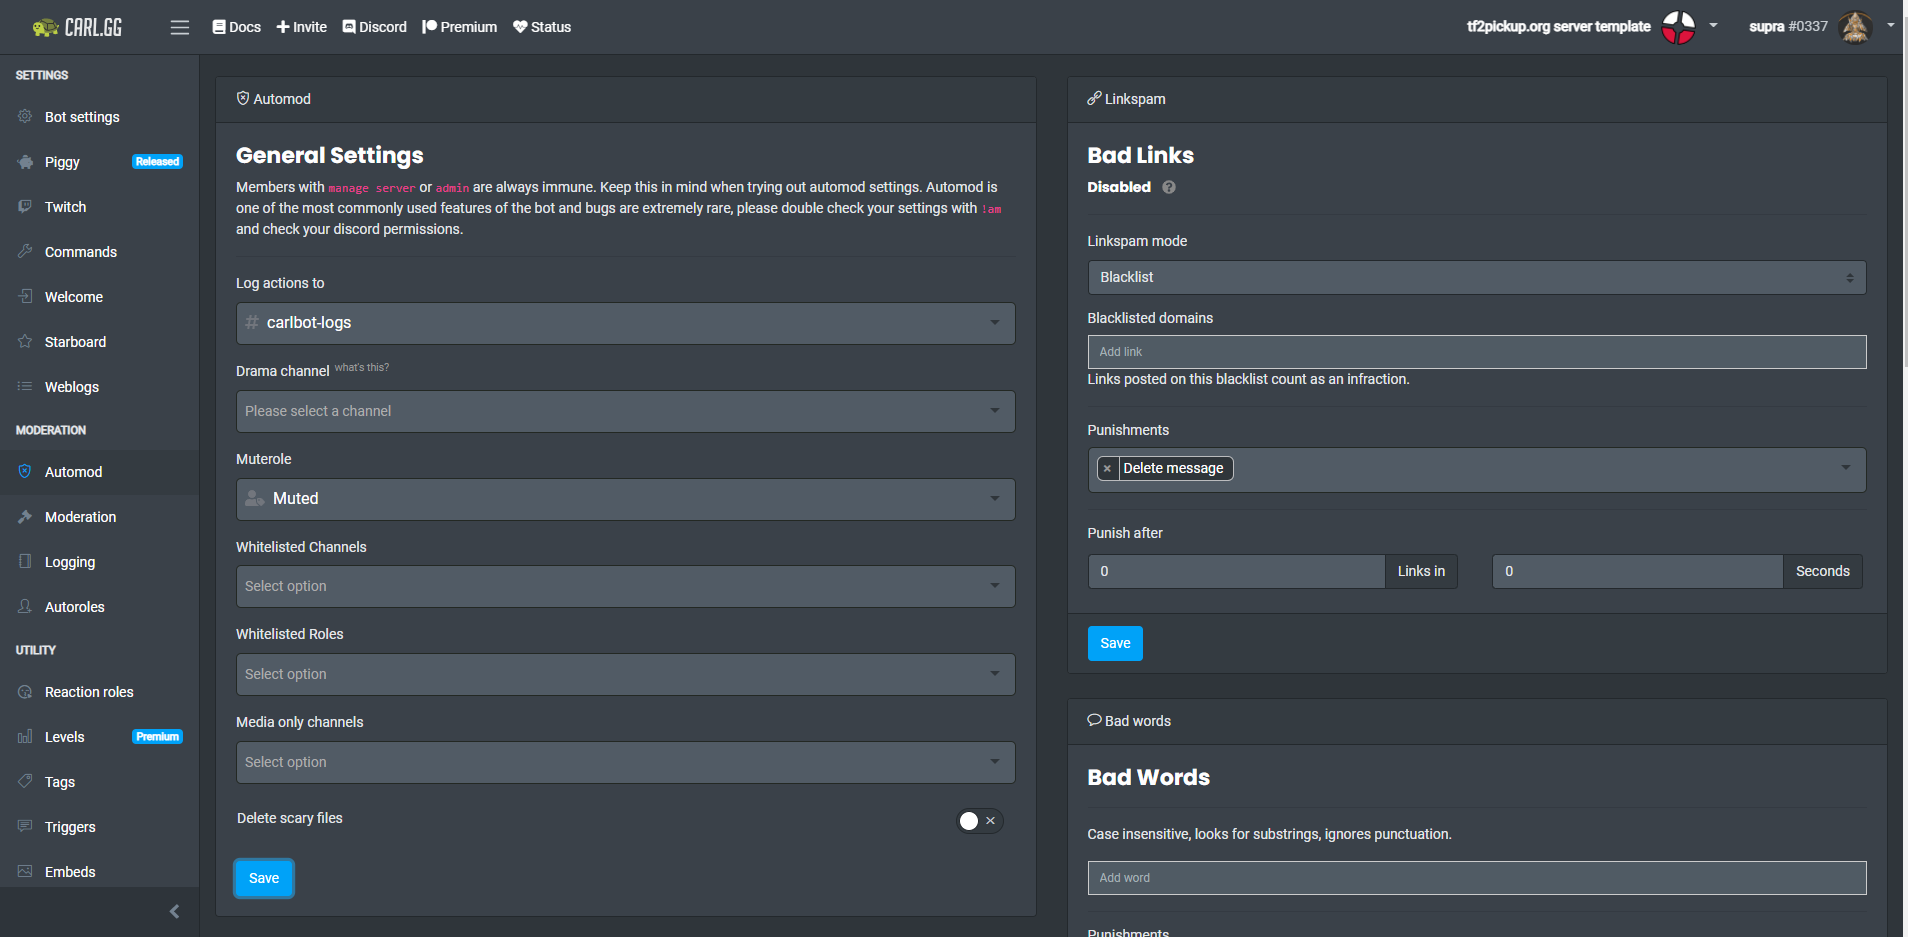 CARL.GG
Docs
Invite
Discord
Premium
Status
tf2pickup.org server template
supra #0337
SETTINGS
Bot settings
Piggy
Released
Twitch
Commands
Welcome
Starboard
Weblogs
MODERATION
Automod
Moderation
Logging
Autoroles
UTILITY
Reaction roles
Levels
Premium
Tags
Triggers
Embeds
Automod
General Settings
Members with manage server or admin are always immune. Keep this in mind when trying out automod settings. Automod is
one of the most commonly used features of the bot and bugs are extremely rare, please double check your settings with !am
and check your discord permissions.
Log actions to
# carlbot-logs
Drama channel what's this?
Please select a channel
Muterole
Muted
Whitelisted Channels
Select option
Whitelisted Roles
Select option
Media only channels
Select option
Delete scary files
Save
Linkspam
Bad Links
Disabled ?
Linkspam mode
Blacklist
Blacklisted domains
Add link
Links posted on this blacklist count as an infraction.
Punishments
× Delete message
Punish after
0 Links in
0 Seconds
Save
Bad words
Bad Words
Case insensitive, looks for substrings, ignores punctuation.
Add word
Punishments